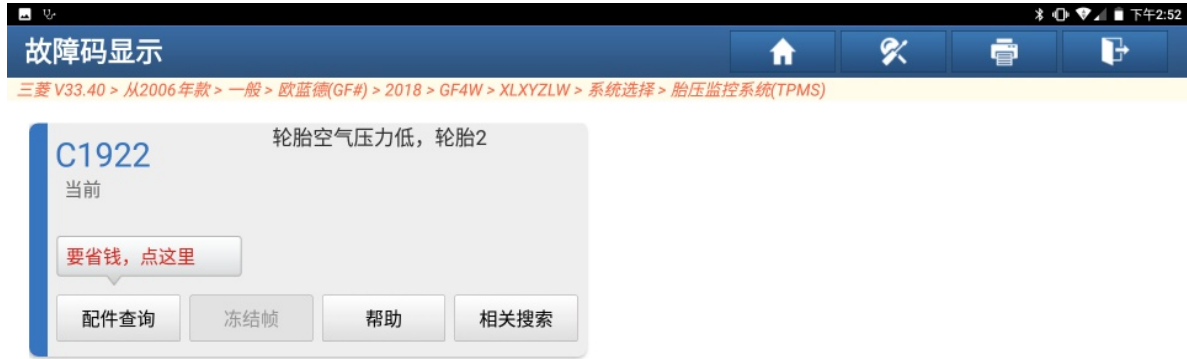 下午2:52
故障码显示
三菱 V33.40 > 从2006年款 > 一般 > 欧蓝德(GF#) > 2018 > GF4W > XLXYZLW > 系统选择 > 胎压监控系统(TPMS)
C1922 轮胎空气压力低，轮胎2
当前
要省钱，点这里
配件查询 冻结帧 帮助 相关搜索